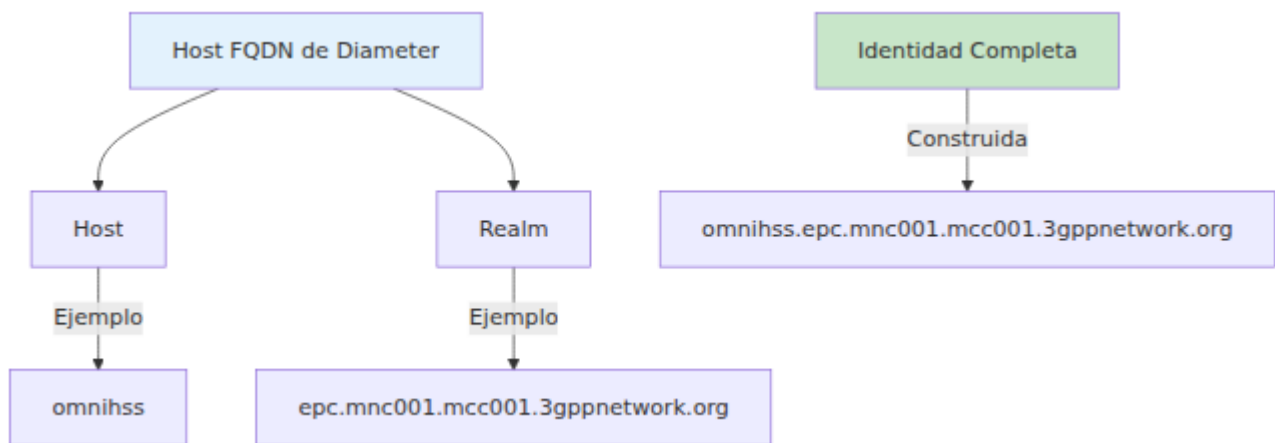 Host FQDN de Diameter
Identidad Completa
Construida
Host
Realm
omnihss.epc.mnc001.mcc001.3gppnetwork.org
Ejemplo
Ejemplo
omnihss
epc.mnc001.mcc001.3gppnetwork.org